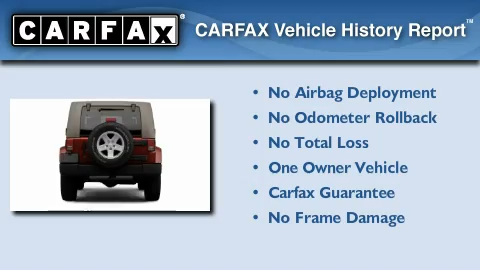 CARFAX® CARFAX Vehicle History Report™
• No Airbag Deployment
• No Odometer Rollback
• No Total Loss
• One Owner Vehicle
• Carfax Guarantee
• No Frame Damage